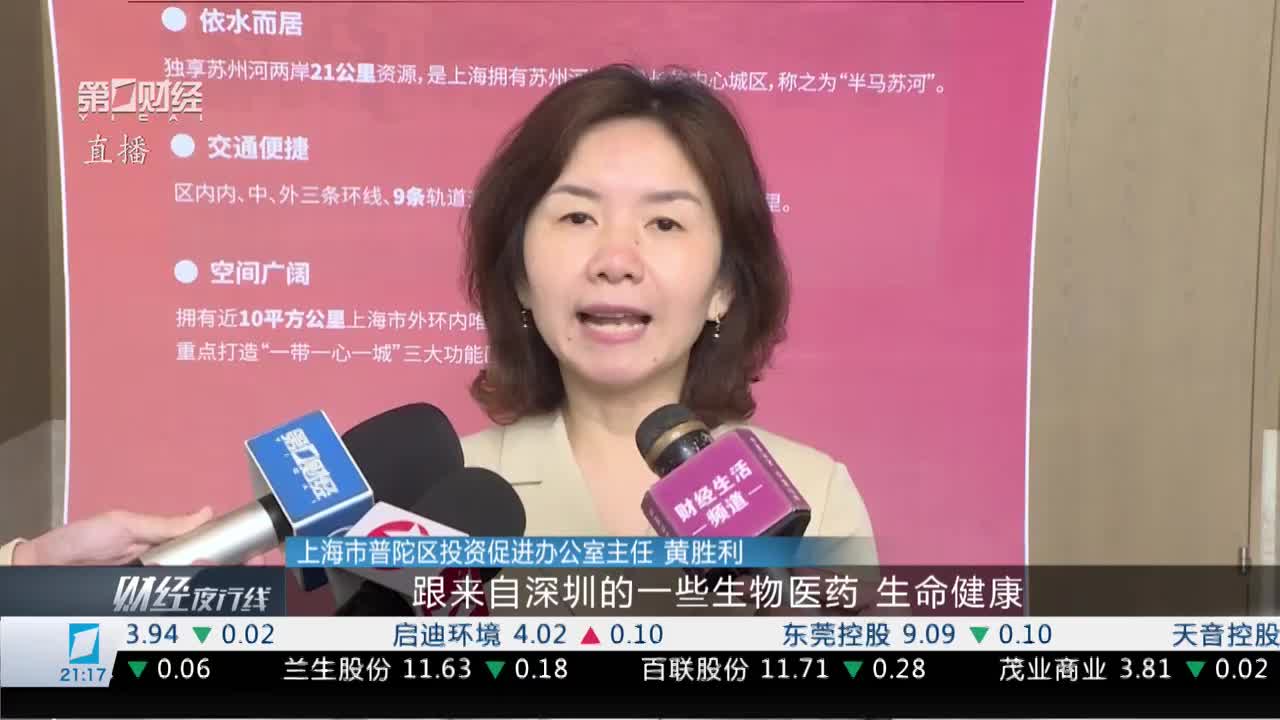 依水而居
独享苏州河两岸21公里资源，是上海拥有苏州河
中心城区，称之为“半马苏河”。
第一财经
YICAI
直播
交通便捷
区内内、中、外三条环线、9条轨道
里。
空间广阔
拥有近10平方公里上海市外环内唯
重点打造“一带一心一城”三大功能
第一财经
财经生活
频道
上海市普陀区投资促进办公室主任 黄胜利
财经夜行线
跟来自深圳的一些生物医药 生命健康
3.94 ▼ 0.02 启迪环境 4.02 ▲ 0.10 东莞控股 9.09 ▼ 0.10 天音控股
21:17 ▼ 0.06 兰生股份 11.63 ▼ 0.18 百联股份 11.71 ▼ 0.28 茂业商业 3.81 ▼ 0.02